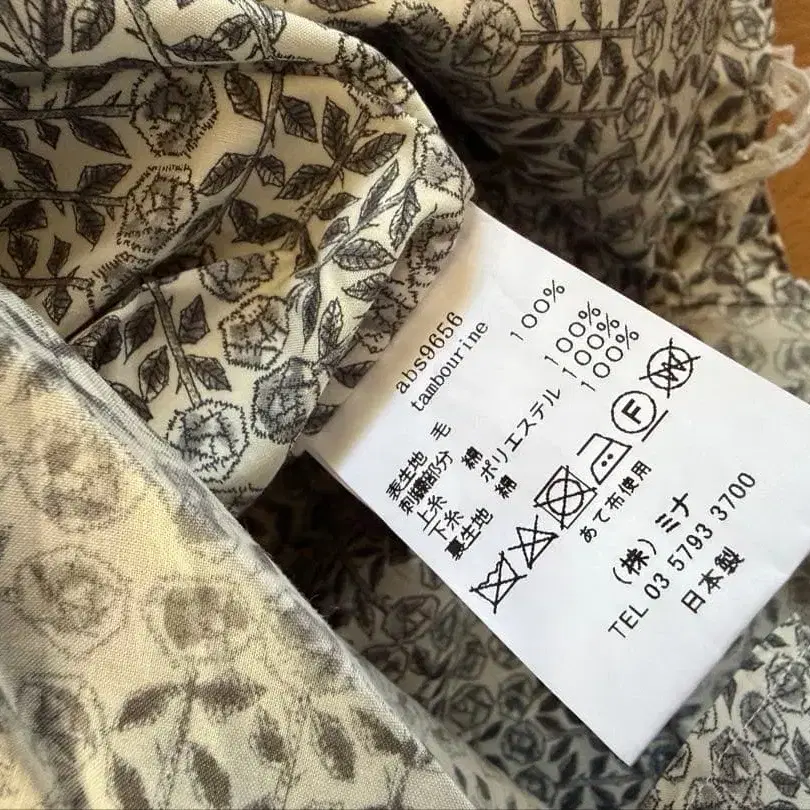 abs9656
tambourine
表生地 毛 100%
刺繍部分
上糸 綿 100%
下糸 ポリエステル 100%
裏生地 綿 100%
F W
あて布使用
(株) ミナ
TEL 03 5793 3700
日本製